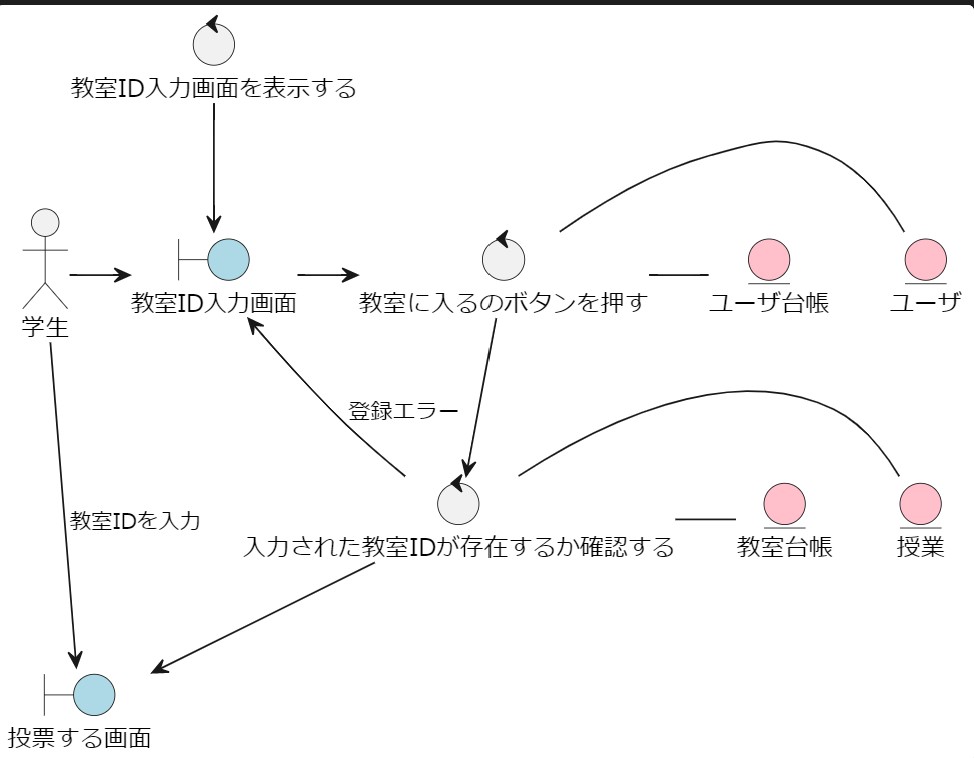 教室ID入力画面を表示する
学生
教室ID入力画面
教室に入るのボタンを押す
ユーザ台帳
ユーザ
登録エラー
教室IDを入力
入力された教室IDが存在するか確認する
教室台帳
授業
投票する画面